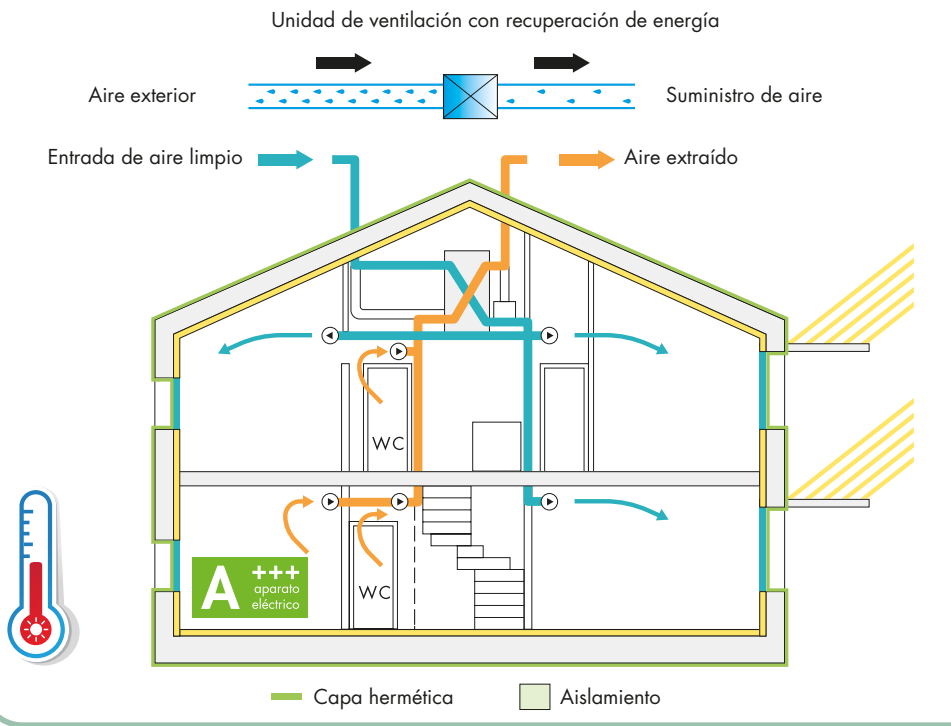 Unidad de ventilación con recuperación de energía
Aire exterior
Suministro de aire
Entrada de aire limpio
Aire extraído
WC
WC
A +++
aparato
eléctrico
Capa hermética
Aislamiento